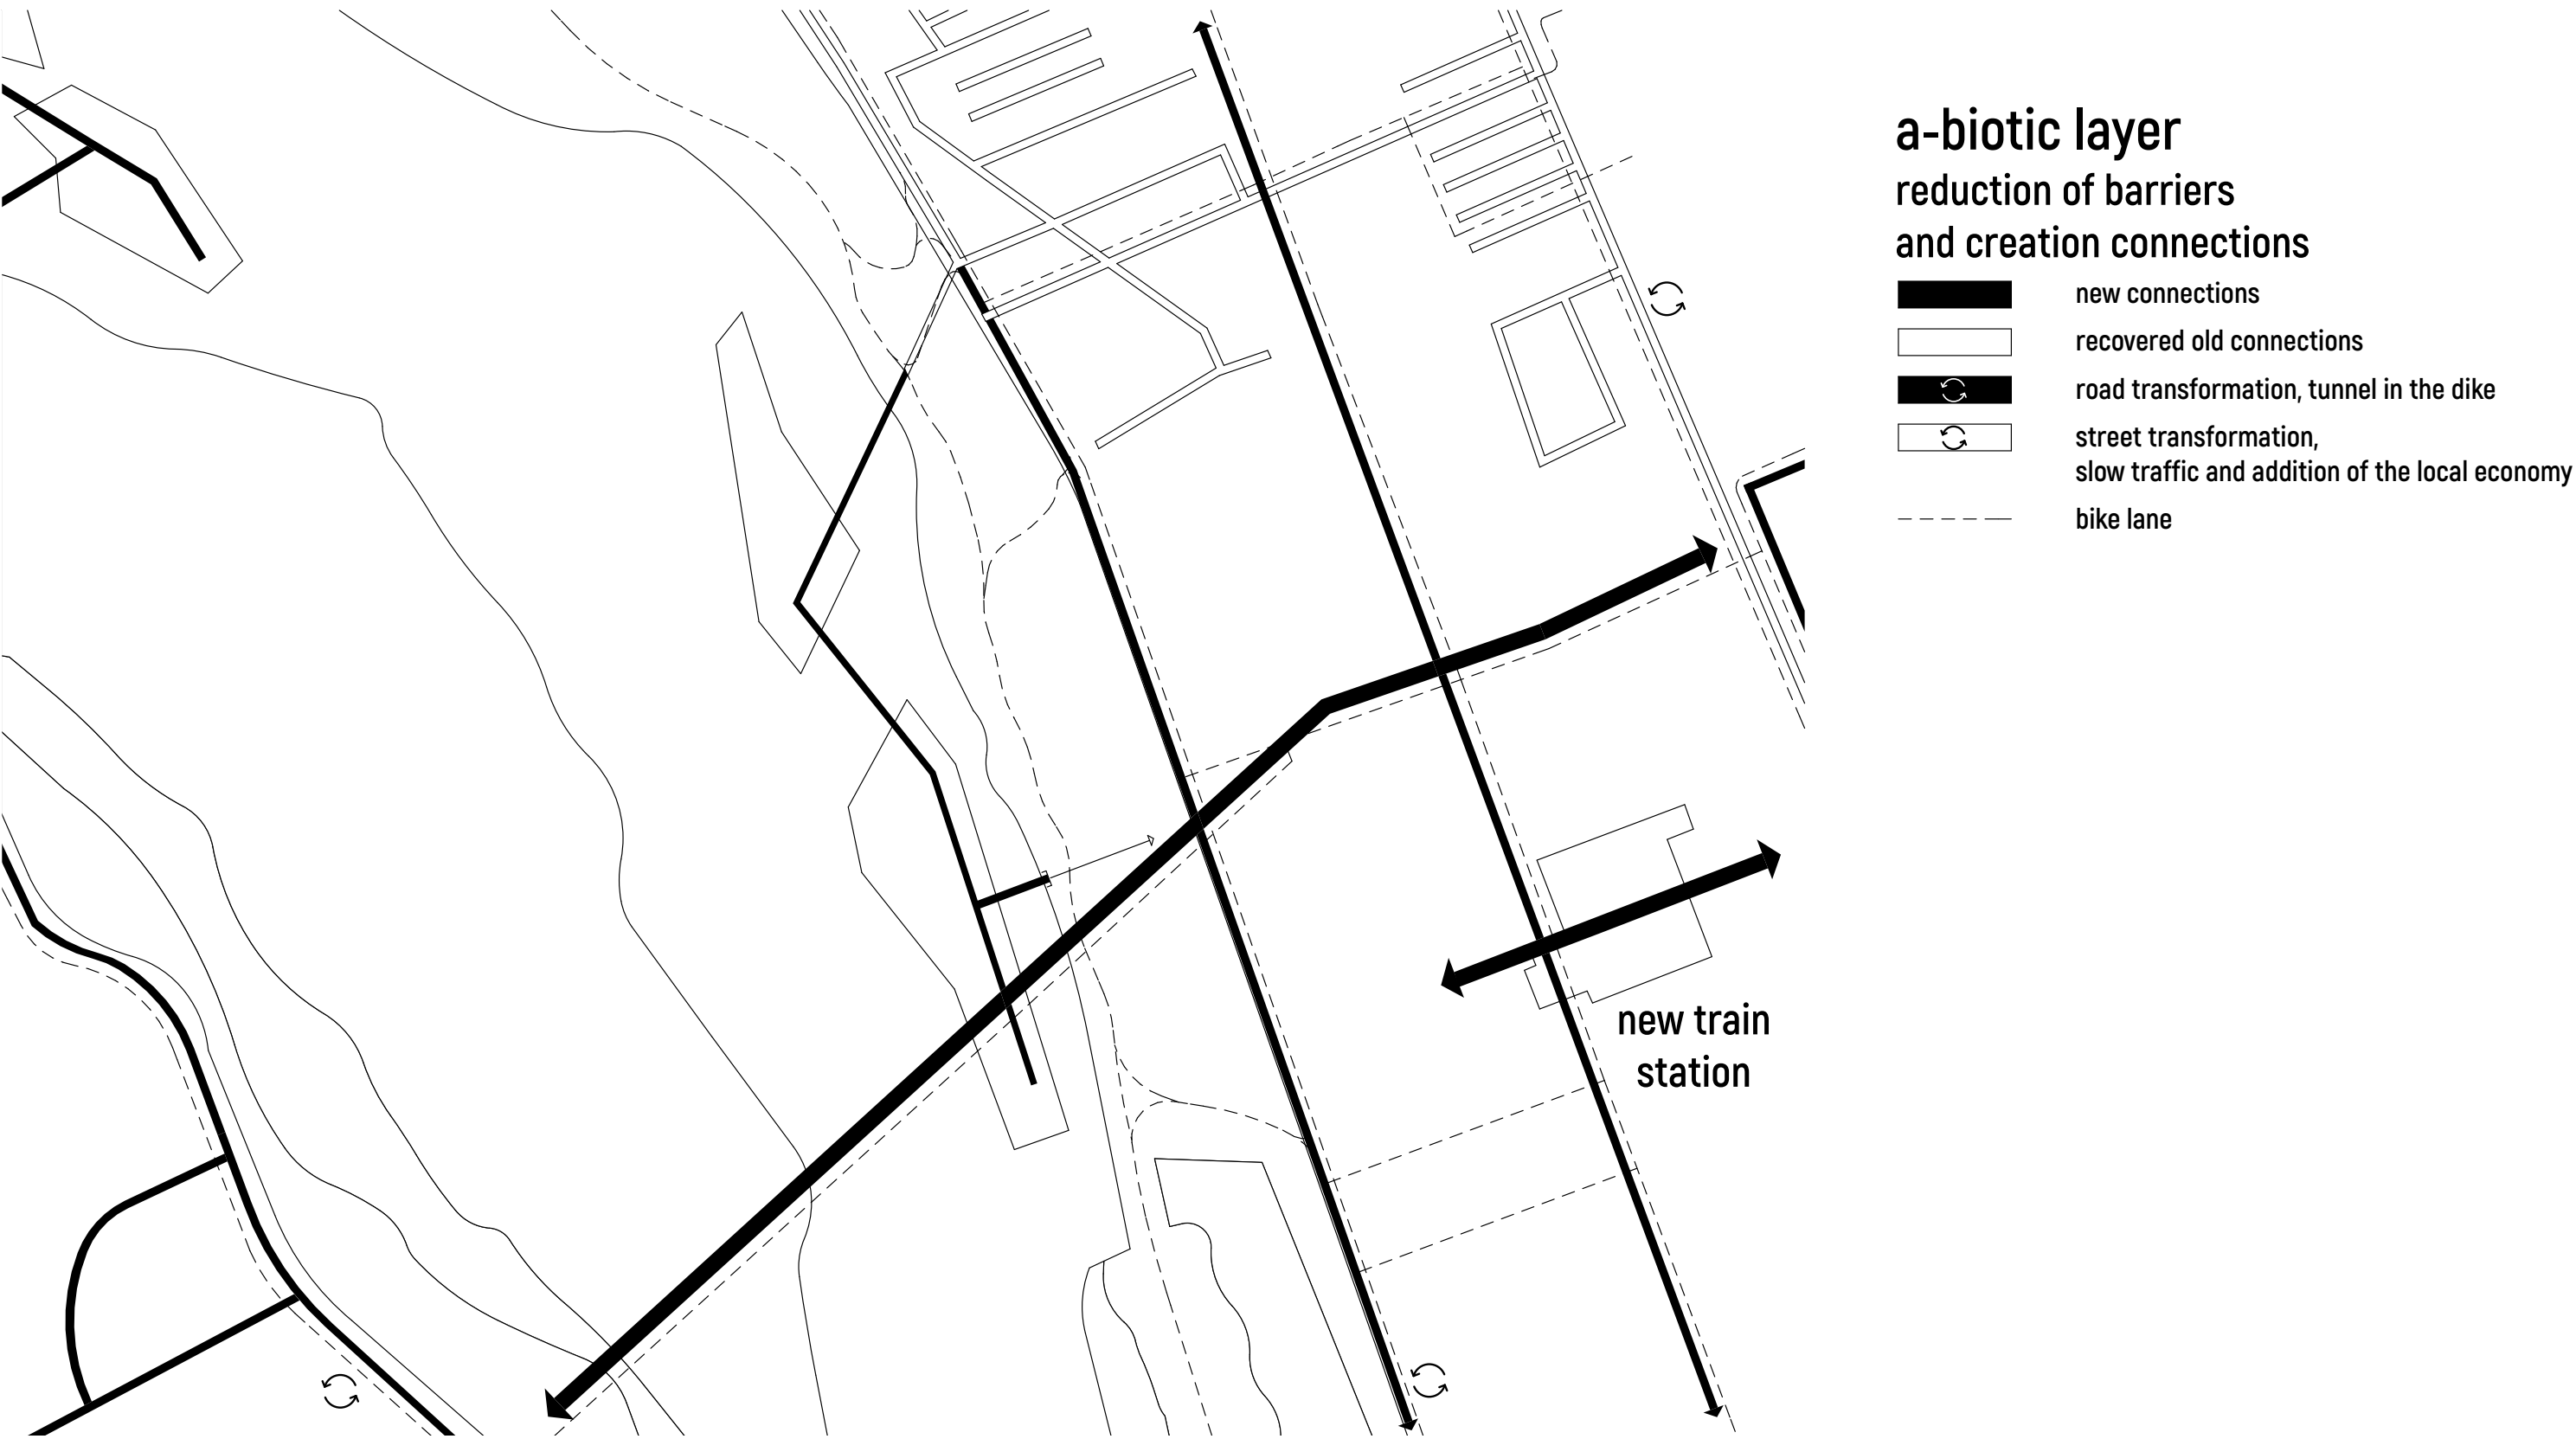 a-biotic layer
reduction of barriers
and creation connections
new connections
recovered old connections
road transformation, tunnel in the dike
street transformation,
slow traffic and addition of the local economy
bike lane
new train
station